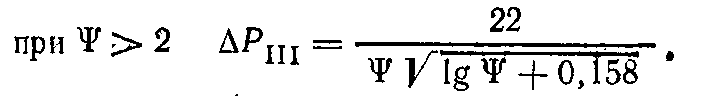 при Ψ > 2 ΔP_III = 22 / (Ψ √(lg Ψ + 0,158)) .